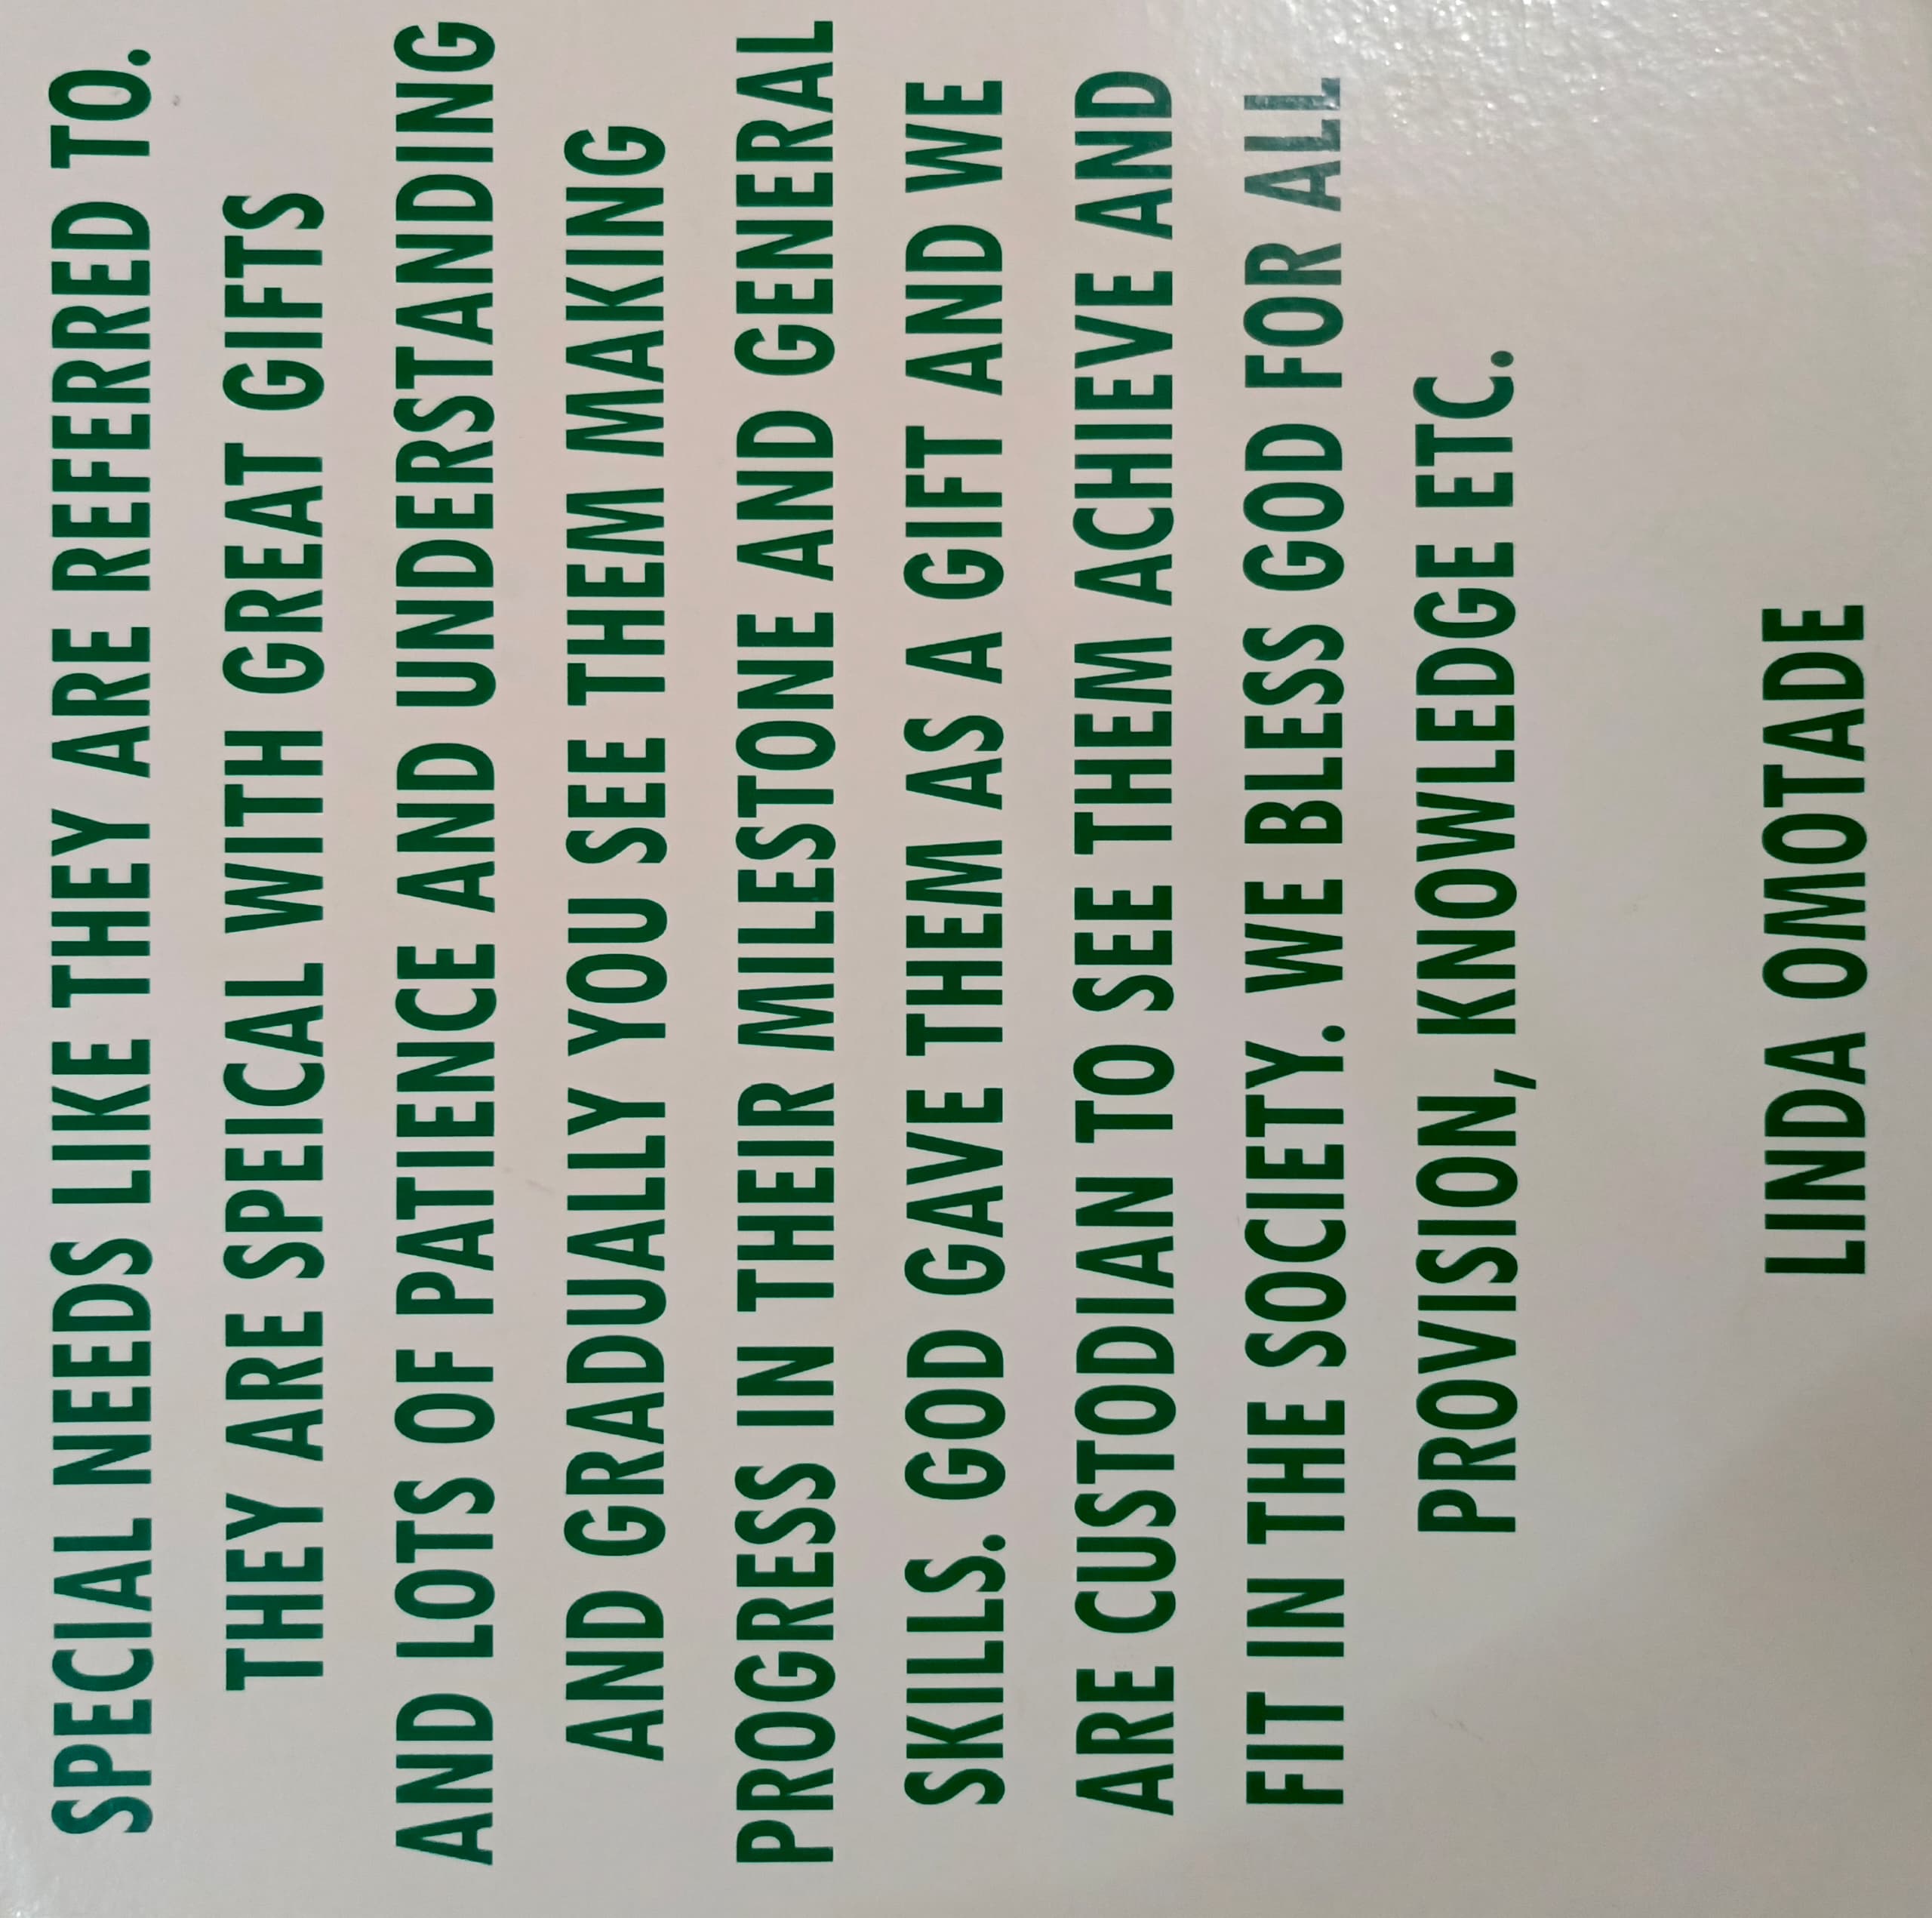 SPECIAL NEEDS LIKE THEY ARE REFERRED TO.
THEY ARE SPEICAL WITH GREAT GIFTS
AND LOTS OF PATIENCE AND UNDERSTANDING
AND GRADUALLY YOU SEE THEM MAKING
PROGRESS IN THEIR MILESTONE AND GENERAL
SKILLS. GOD GAVE THEM AS A GIFT AND WE
ARE CUSTODIAN TO SEE THEM ACHIEVE AND
FIT IN THE SOCIETY. WE BLESS GOD FOR ALL
PROVISION, KNOWLEDGE ETC.
LINDA OMOTADE